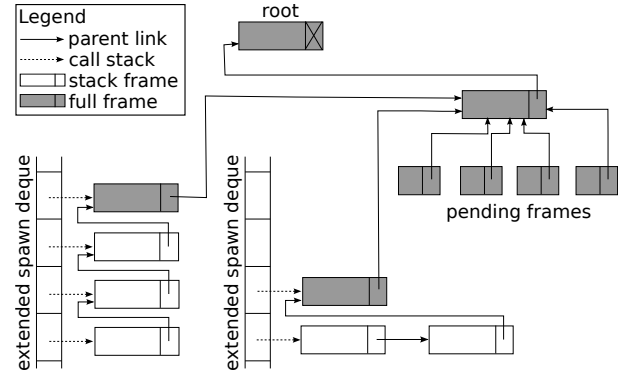 Legend
parent link
call stack
stack frame
full frame
root
pending frames
extended spawn deque
extended spawn deque